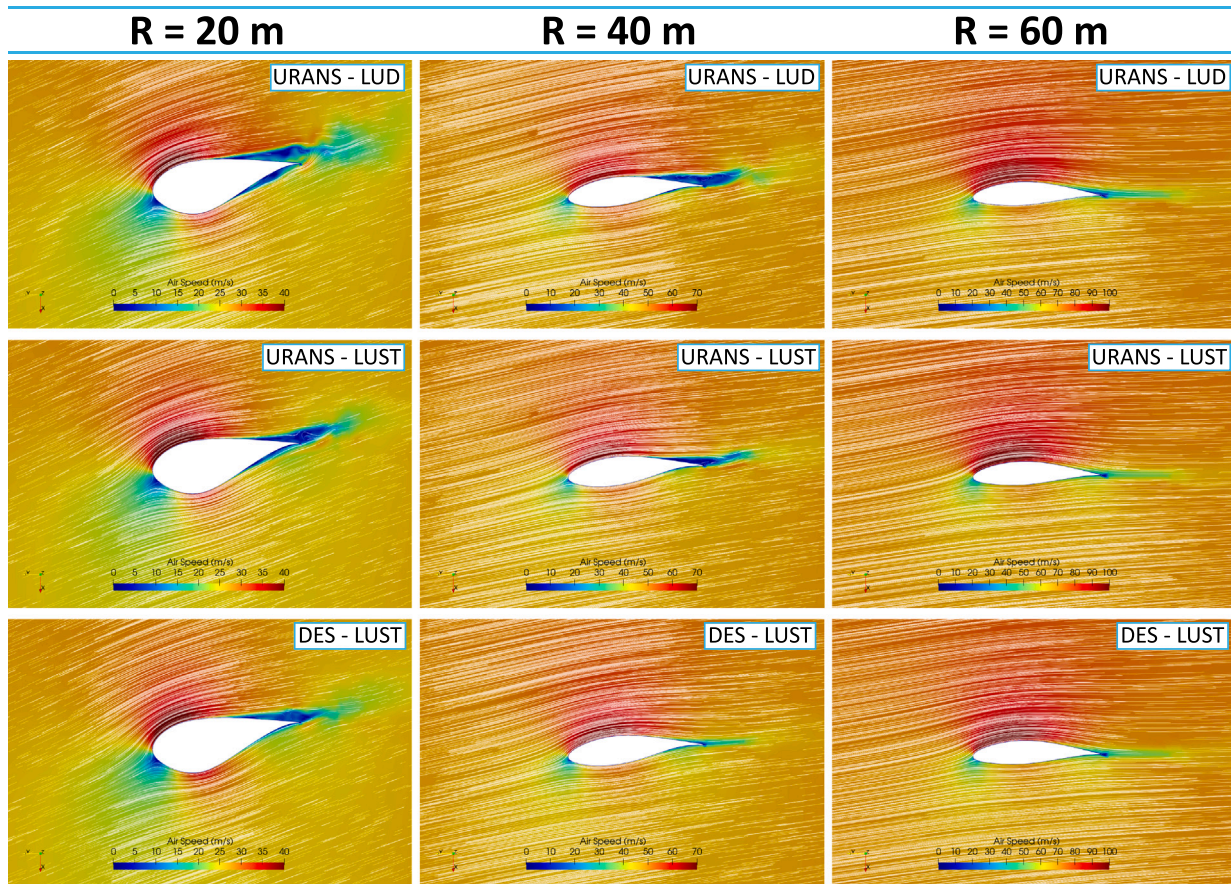 R = 20 m R = 40 m R = 60 m
URANS - LUD URANS - LUD URANS - LUD
Air Speed (m/s) Air Speed (m/s) Air Speed (m/s)
0 5 10 15 20 25 30 35 40 0 10 20 30 40 50 60 70 0 10 20 30 40 50 60 70 80 90 100
URANS - LUST URANS - LUST URANS - LUST
Air Speed (m/s) Air Speed (m/s) Air Speed (m/s)
0 5 10 15 20 25 30 35 40 0 10 20 30 40 50 60 70 0 10 20 30 40 50 60 70 80 90 100
DES - LUST DES - LUST DES - LUST
Air Speed (m/s) Air Speed (m/s) Air Speed (m/s)
0 5 10 15 20 25 30 35 40 0 10 20 30 40 50 60 70 0 10 20 30 40 50 60 70 80 90 100